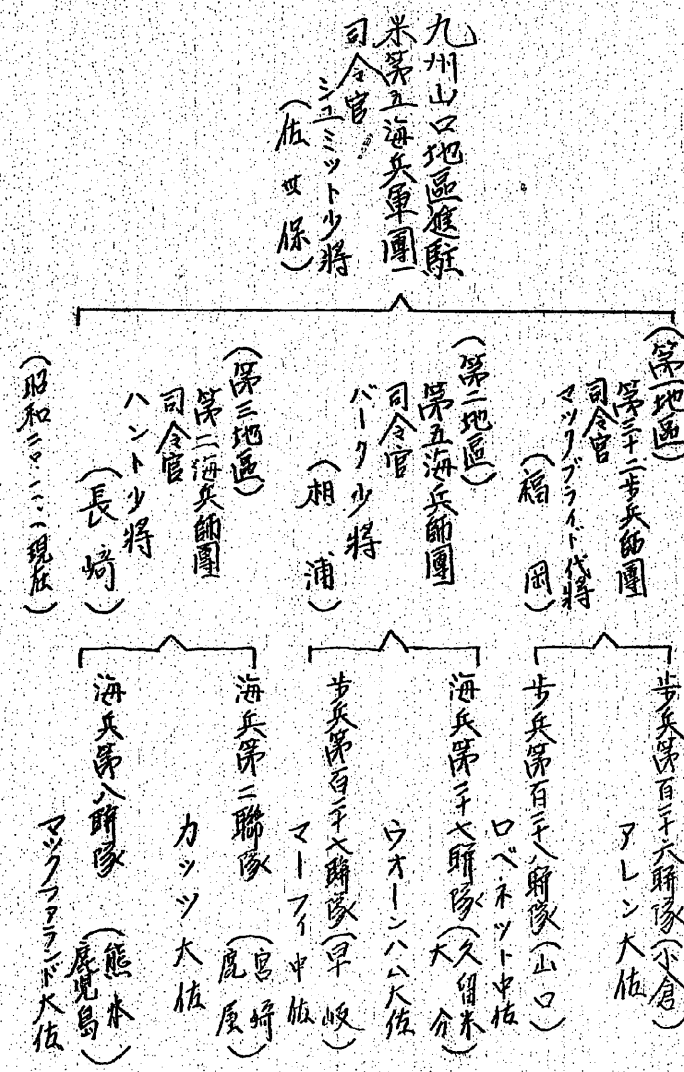 九州山口地區進駐
米第五海兵軍團
司令官
シユミット少將
(佐世保)
(第一地區)
第三十二步兵師團
司令官
マックブライド代將
(福岡)
步兵第百二十六聯隊(小倉)
アレン大佐
步兵第百二十八聯隊(山口)
ロベネット中佐
(第二地區)
第五海兵師團
司令官
バーク少將
(相浦)
海兵第二十七聯隊(久留米 大分)
ウオーンハム大佐
步兵第百二十七聯隊(早岐)
マーフィ中佐
(第三地區)
第二海兵師團
司令官
ハント少將
(長崎)
海兵第二聯隊(宮崎 鹿屋)
カッツ大佐
海兵第八聯隊(熊本 鹿児島)
マックファランド大佐
(昭和二〇、一一、一現在)